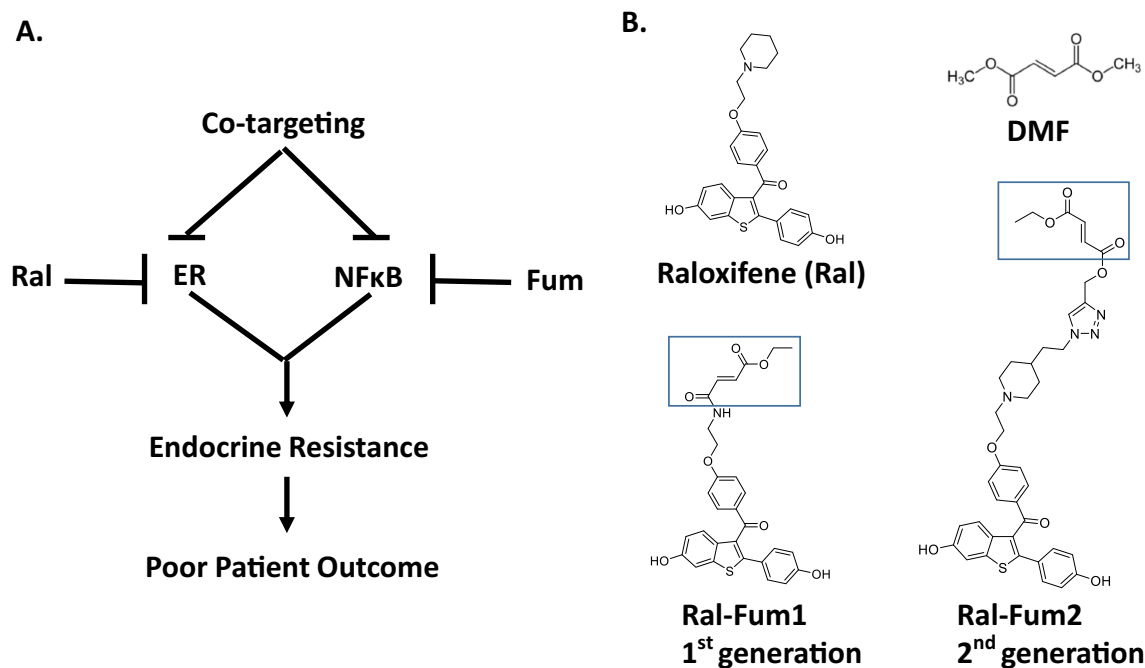 A.
Co-targeting
Ral
ER
NFκB
Fum
Endocrine Resistance
Poor Patient Outcome
B.
N
O
O
HO
S
OH
Raloxifene (Ral)
H₃C
O
O
O
O
CH₃
DMF
O
O
O
NH
O
O
HO
S
OH
Ral-Fum1
1st generation
O
O
O
O
N
N
N
N
O
O
HO
S
OH
Ral-Fum2
2nd generation